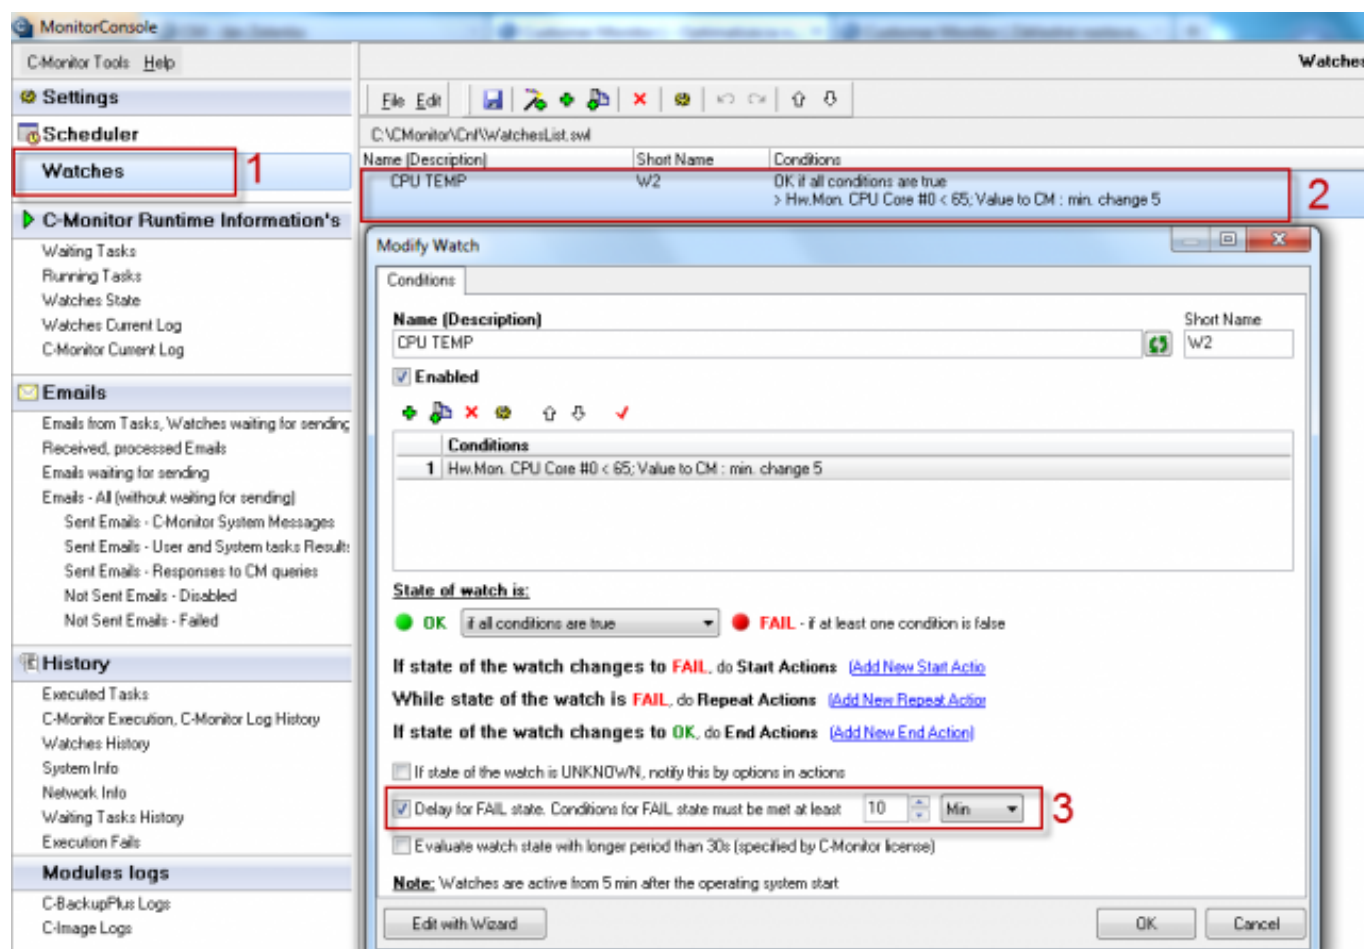 MonitorConsole
C-Monitor Tools Help
Watches
Settings
File Edit
Scheduler
C:\CMonitor\Cnf\WatchesList.swl
Watches 1
Name (Description) Short Name Conditions
CPU TEMP W2 OK if all conditions are true
> Hw.Mon. CPU Core #0 < 65; Value to CM : min. change 5
2
C-Monitor Runtime Information's
Waiting Tasks
Running Tasks
Watches State
Watches Current Log
C-Monitor Current Log
Emails
Emails from Tasks, Watches waiting for sending
Received, processed Emails
Emails waiting for sending
Emails - All (without waiting for sending)
Sent Emails - C-Monitor System Messages
Sent Emails - User and System tasks Results
Sent Emails - Responses to CM queries
Not Sent Emails - Disabled
Not Sent Emails - Failed
History
Executed Tasks
C-Monitor Execution, C-Monitor Log History
Watches History
System Info
Network Info
Waiting Tasks History
Execution Fails
Modules logs
C-BackupPlus Logs
C-Image Logs
Modify Watch
Conditions
Name (Description) Short Name
CPU TEMP W2
Enabled
Conditions
1 Hw.Mon. CPU Core #0 < 65; Value to CM : min. change 5
State of watch is:
OK if all conditions are true FAIL - if at least one condition is false
If state of the watch changes to FAIL, do Start Actions (Add New Start Actio
While state of the watch is FAIL, do Repeat Actions (Add New Repeat Action
If state of the watch changes to OK, do End Actions (Add New End Action)
If state of the watch is UNKNOWN, notify this by options in actions
Delay for FAIL state. Conditions for FAIL state must be met at least 10 Min 3
Evaluate watch state with longer period than 30s (specified by C-Monitor license)
Note: Watches are active from 5 min after the operating system start
Edit with Wizard OK Cancel